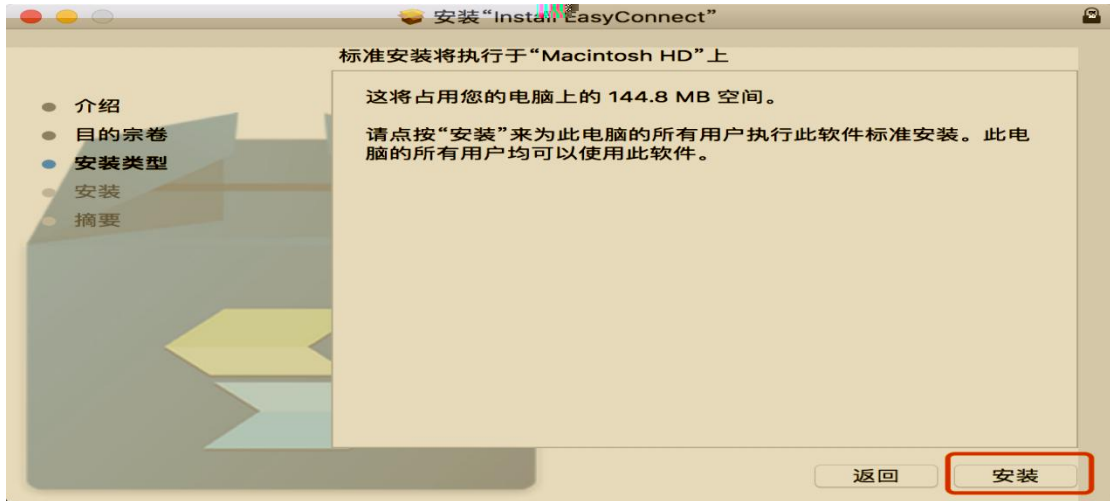 安装“Install EasyConnect”
标准安装将执行于“Macintosh HD”上
介绍
目的宗卷
安装类型
安装
摘要
这将占用您的电脑上的 144.8 MB 空间。
请点按“安装”来为此电脑的所有用户执行此软件标准安装。此电
脑的所有用户均可以使用此软件。
返回
安装